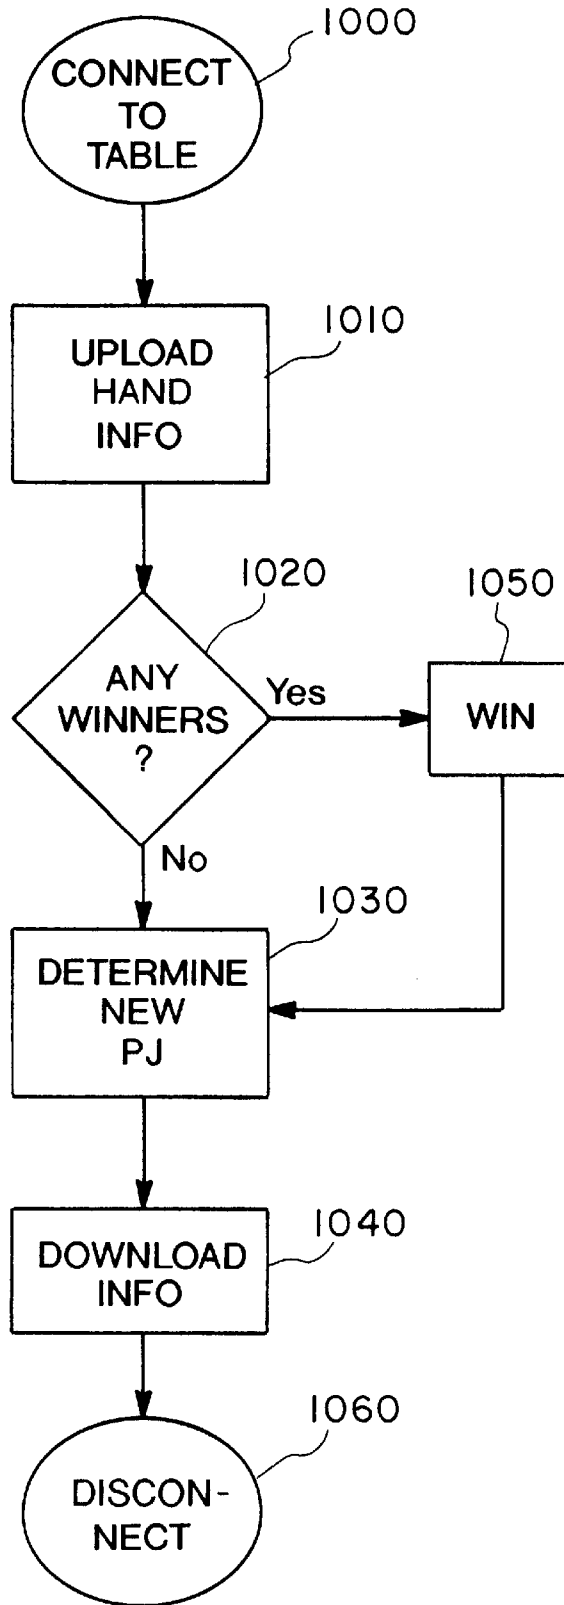 1000
CONNECT
TO
TABLE
1010
UPLOAD
HAND
INFO
1020
ANY
WINNERS
?
Yes
1050
WIN
No
1030
DETERMINE
NEW
PJ
1040
DOWNLOAD
INFO
1060
DISCON-
NECT